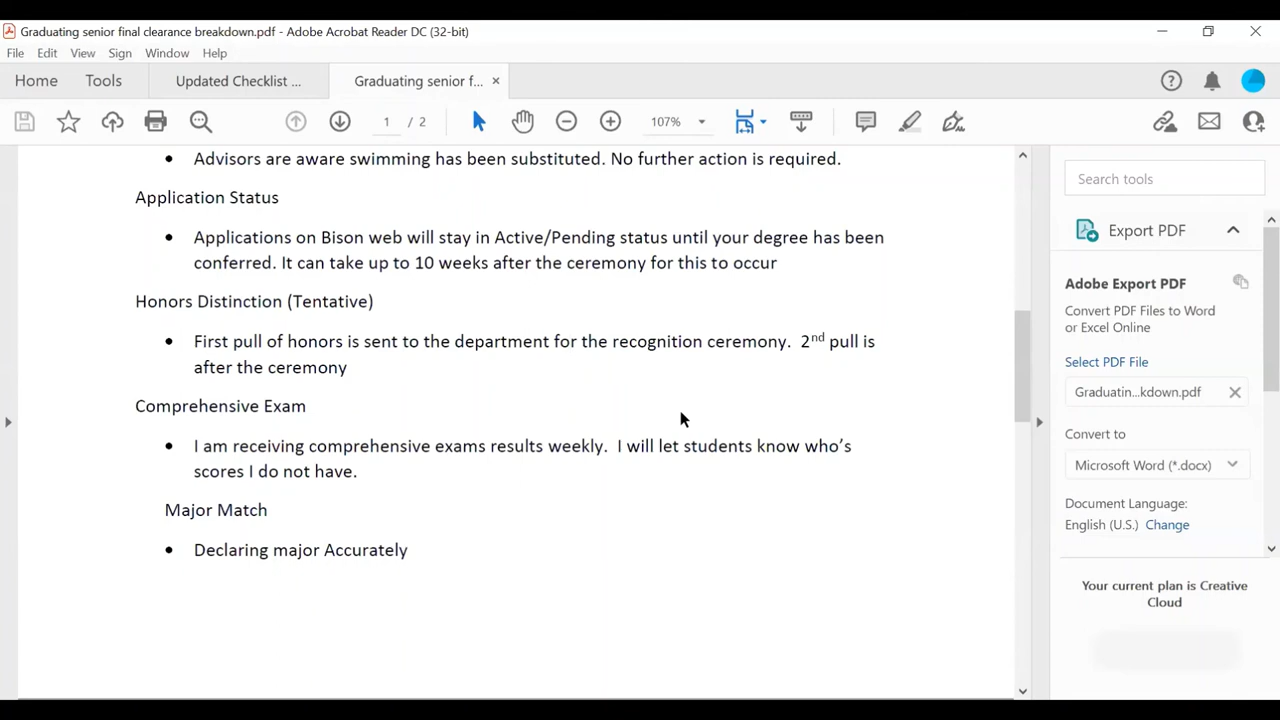 Graduating senior final clearance breakdown.pdf - Adobe Acrobat Reader DC (32-bit)
File Edit View Sign Window Help
Home Tools Updated Checklist ... Graduating senior f... ×
1 / 2 107%
• Advisors are aware swimming has been substituted. No further action is required.
Application Status
• Applications on Bison web will stay in Active/Pending status until your degree has been
conferred. It can take up to 10 weeks after the ceremony for this to occur
Honors Distinction (Tentative)
• First pull of honors is sent to the department for the recognition ceremony. 2nd pull is
after the ceremony
Comprehensive Exam
• I am receiving comprehensive exams results weekly. I will let students know who's
scores I do not have.
Major Match
• Declaring major Accurately
Search tools
Export PDF
Adobe Export PDF
Convert PDF Files to Word
or Excel Online
Select PDF File
Graduatin...kdown.pdf
Convert to
Microsoft Word (*.docx)
Document Language:
English (U.S.) Change
Your current plan is Creative
Cloud